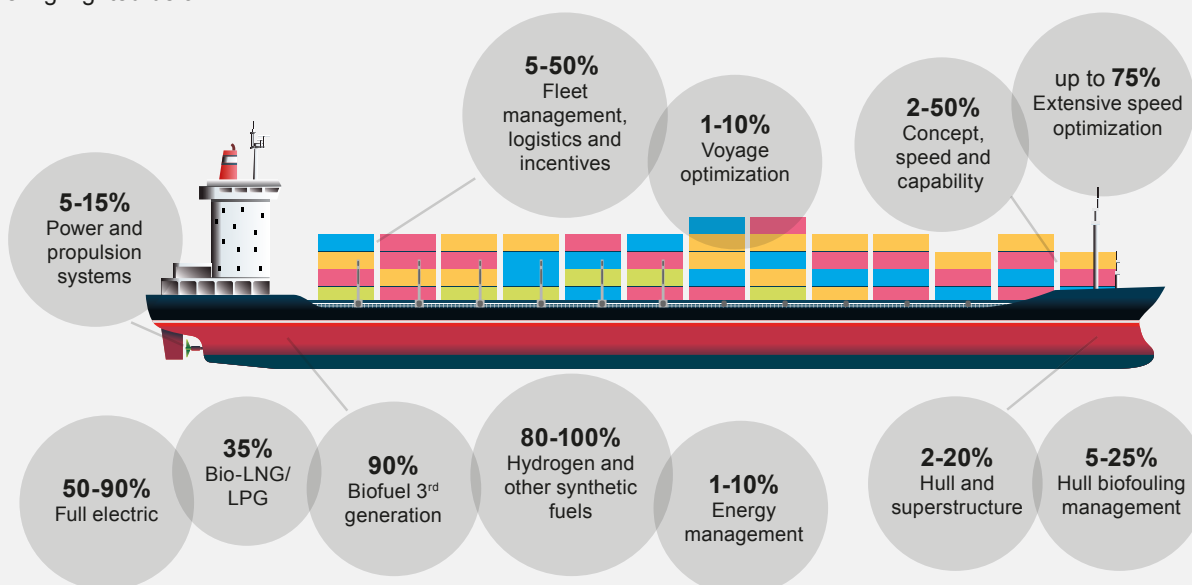 5-50%
Fleet
management,
logistics and
incentives
1-10%
Voyage
optimization
2-50%
Concept,
speed and
capability
up to 75%
Extensive speed
optimization
5-15%
Power and
propulsion
systems
50-90%
Full electric
35%
Bio-LNG/
LPG
90%
Biofuel 3rd
generation
80-100%
Hydrogen and
other synthetic
fuels
1-10%
Energy
management
2-20%
Hull and
superstructure
5-25%
Hull biofouling
management